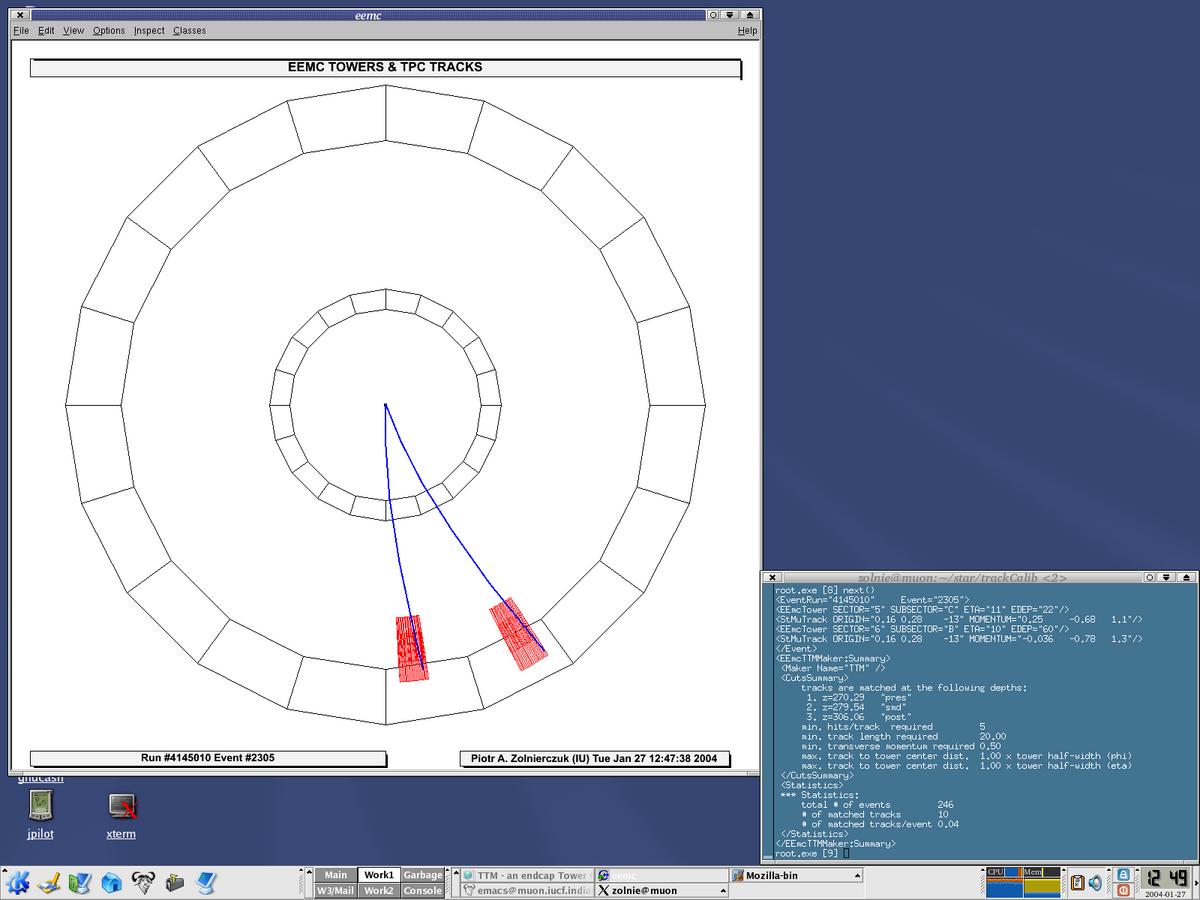 eemc
File Edit View Options Inspect Classes Help
EEMC TOWERS & TPC TRACKS
Run #4145010 Event #2305
Piotr A. Zolnierczuk (IU) Tue Jan 27 12:47:38 2004
zolnie@muon:~/star/trackCalib <2>
root.exe [8] next()
<EventRun="4145010" Event="2305">
<EEmcTower SECTOR="5" SUBSECTOR="C" ETA="11" EDEP="22"/>
<StMuTrack ORIGIN="0.16 0.28 -13" MOMENTUM="0.25 -0.68 1.1"/>
<EEmcTower SECTOR="6" SUBSECTOR="B" ETA="10" EDEP="60"/>
<StMuTrack ORIGIN="0.16 0.28 -13" MOMENTUM="-0.036 -0.78 1.3"/>
</Event>
<EEmcTTMMaker:Summary>
<Maker Name="TTM" />
<CutsSummary>
tracks are matched at the following depths:
1. z=270.29 "pres"
2. z=279.54 "smd"
3. z=306.06 "post"
min. hits/track required 5
min. track length required 20.00
min. transverse momentum required 0.50
max. track to tower center dist. 1.00 x tower half-width (phi)
max. track to tower center dist. 1.00 x tower half-width (eta)
</CutsSummary>
<Statistics>
*** Statistics:
total # of events 246
# of matched tracks 10
# of matched tracks/event 0.04
</Statistics>
</EEmcTTMMaker:Summary>
root.exe [9]
gnucash
jpilot
xterm
Main Work1 Garbage
W3/Mail Work2 Console
TTM - an endcap Tower
eemc
Mozilla-bin
emacs@muon.iucf.india
zolnie@muon
CPU Mem
12 49
2004-01-27